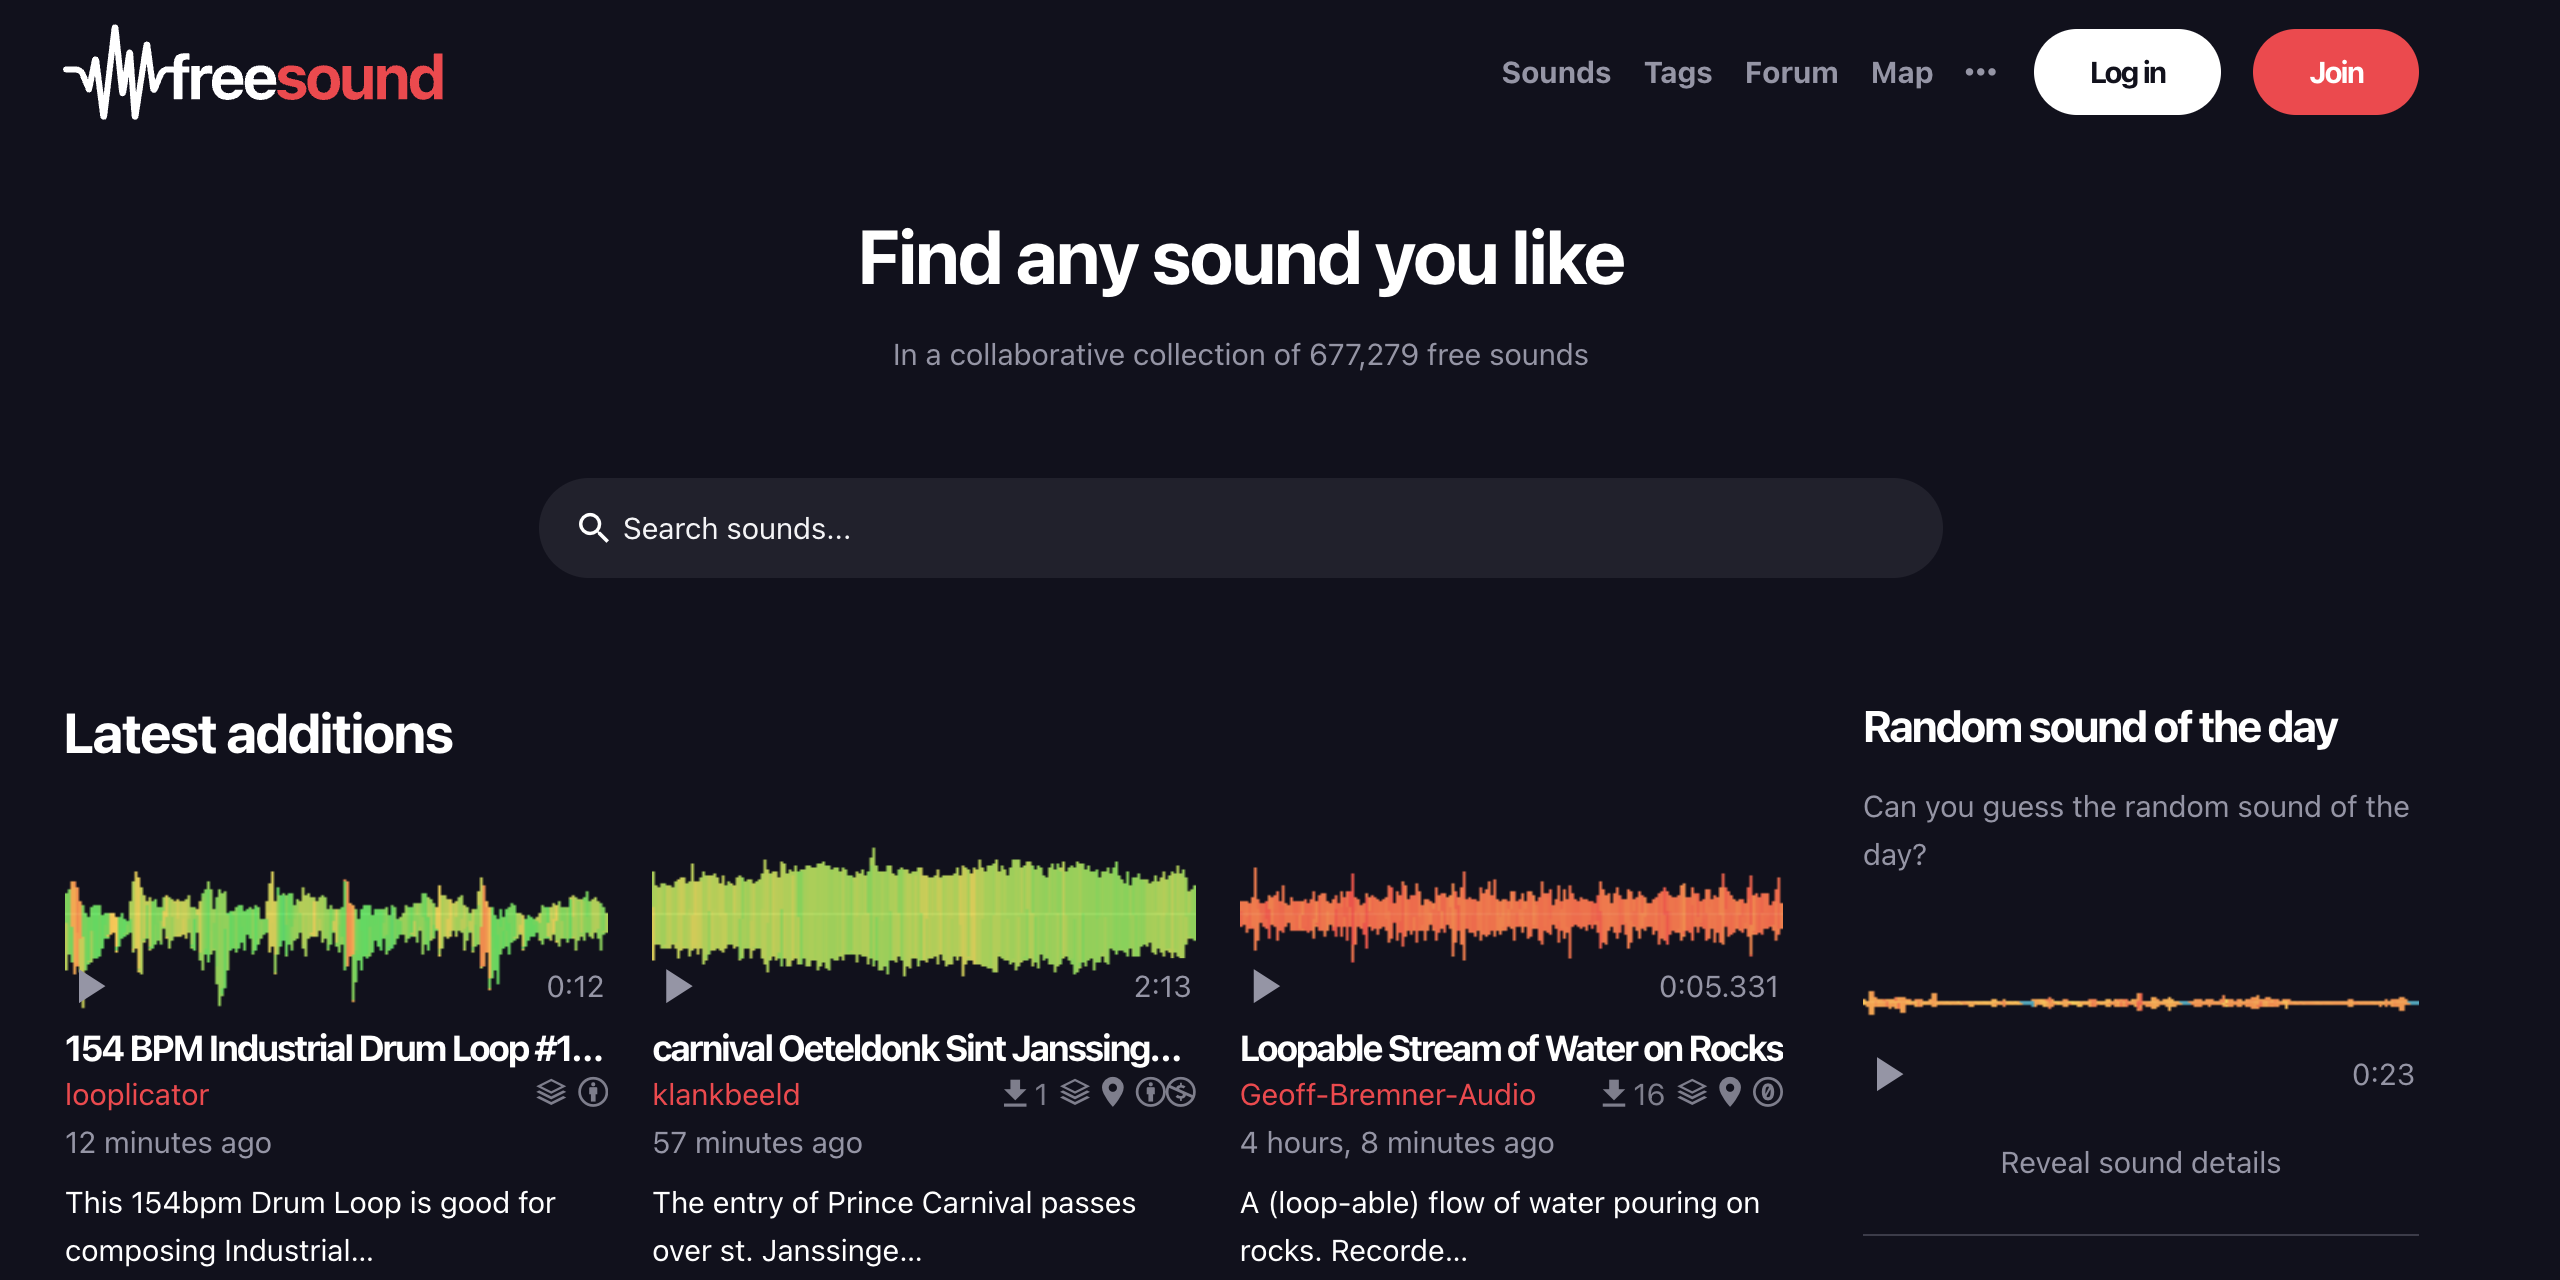 freesound
Sounds Tags Forum Map ••• Log in Join
Find any sound you like
In a collaborative collection of 677,279 free sounds
Search sounds...
Latest additions
0:12
154 BPM Industrial Drum Loop #1...
looplicator
12 minutes ago
This 154bpm Drum Loop is good for
composing Industrial...
2:13
carnival Oeteldonk Sint Janssing...
klankbeeld 1
57 minutes ago
The entry of Prince Carnival passes
over st. Janssinge...
0:05.331
Loopable Stream of Water on Rocks
Geoff-Bremner-Audio 16
4 hours, 8 minutes ago
A (loop-able) flow of water pouring on
rocks. Recorde...
Random sound of the day
Can you guess the random sound of the
day?
0:23
Reveal sound details